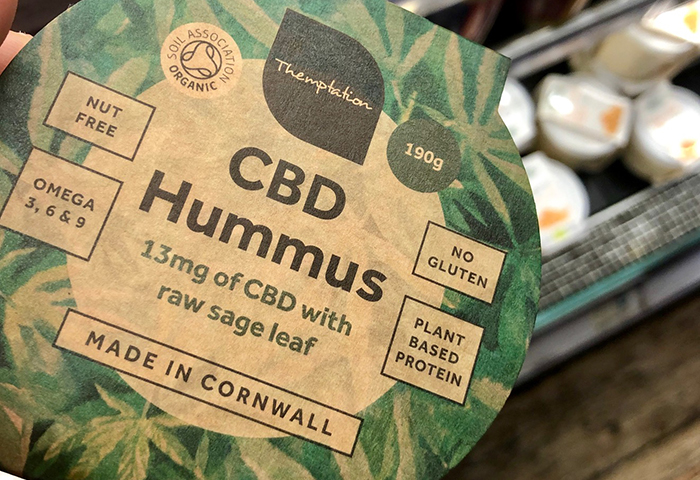 SOIL ASSOCIATION
ORGANIC
Themptation
190g
NUT
FREE
OMEGA
3, 6 & 9
CBD
Hummus
13mg of CBD with
raw sage leaf
NO
GLUTEN
PLANT
BASED
PROTEIN
MADE IN CORNWALL